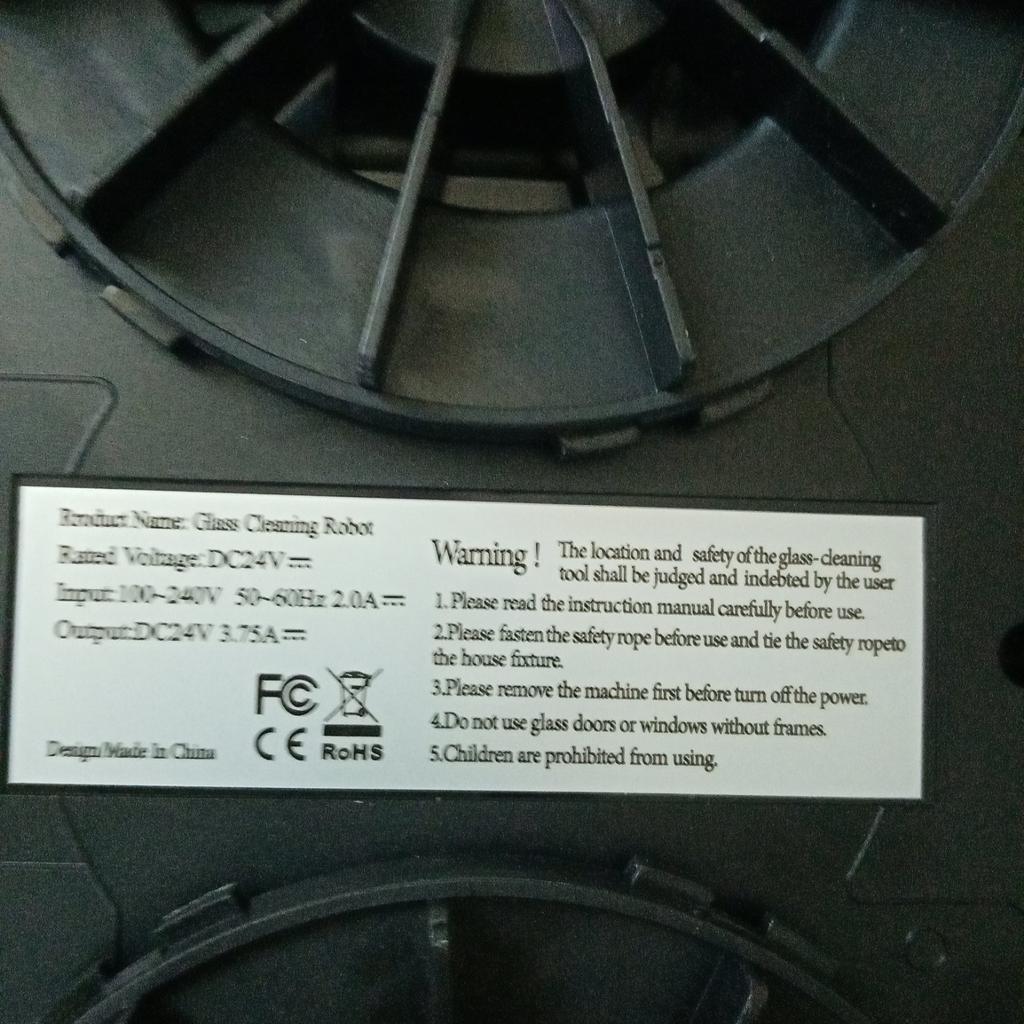 Product Name: Glass Cleaning Robot
Rated Voltage:DC24V
Input:100~240V 50~60Hz 2.0A
Output:DC24V 3.75A
FC
CE
RoHS
Design/Made In China
Warning !
The location and safety of the glass-cleaning
tool shall be judged and indebted by the user
1. Please read the instruction manual carefully before use.
2.Please fasten the safety rope before use and tie the safety ropeto
the house fixture.
3.Please remove the machine first before turn off the power.
4.Do not use glass doors or windows without frames.
5.Children are prohibited from using.